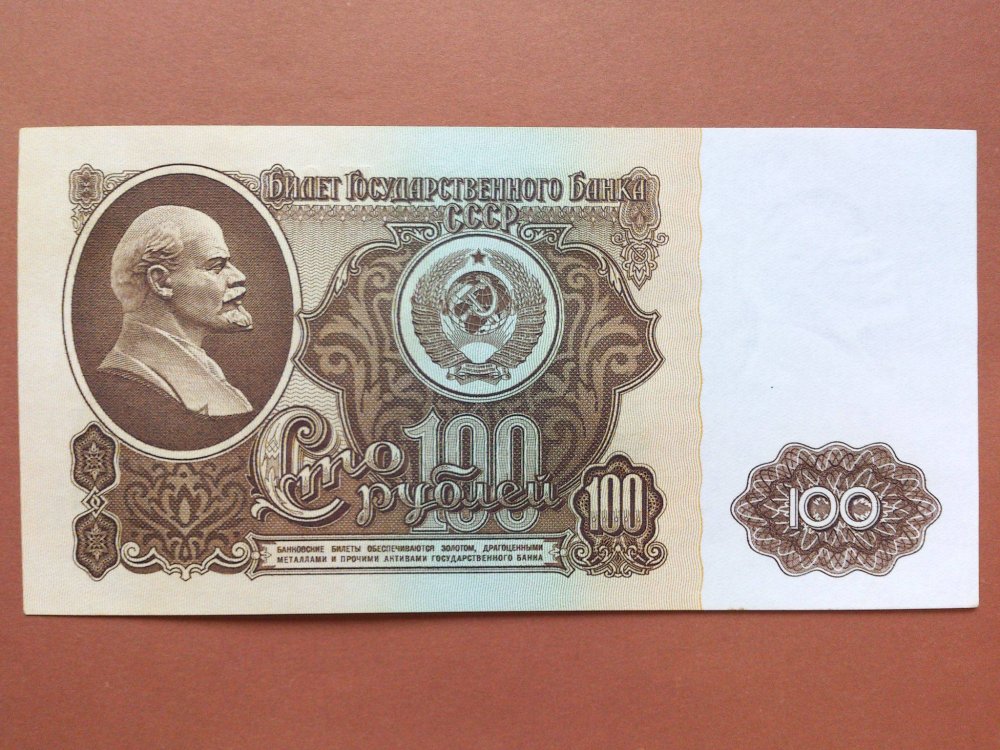 Билет Государственного Банка
СССР
100
Сто
рублей
100
100
БАНКОВСКИЕ БИЛЕТЫ ОБЕСПЕЧИВАЮТСЯ ЗОЛОТОМ, ДРАГОЦЕННЫМИ
МЕТАЛЛАМИ И ПРОЧИМИ АКТИВАМИ ГОСУДАРСТВЕННОГО БАНКА